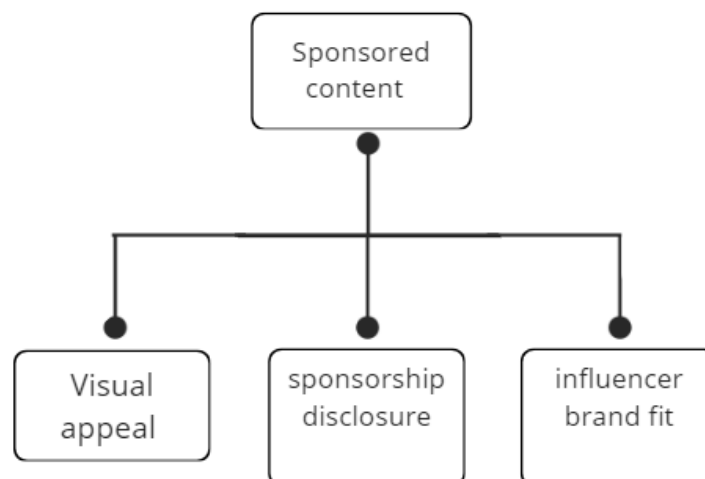 Sponsored
content
Visual
appeal
sponsorship
disclosure
influencer
brand fit